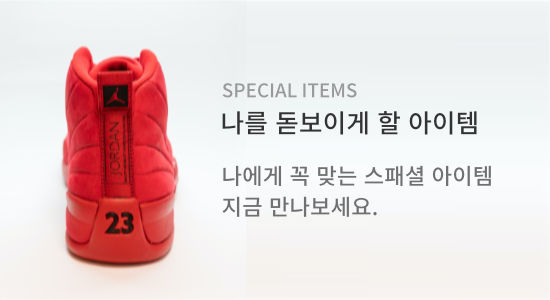 SPECIAL ITEMS
나를 돋보이게 할 아이템
나에게 꼭 맞는 스패셜 아이템
지금 만나보세요.
JORDAN
23